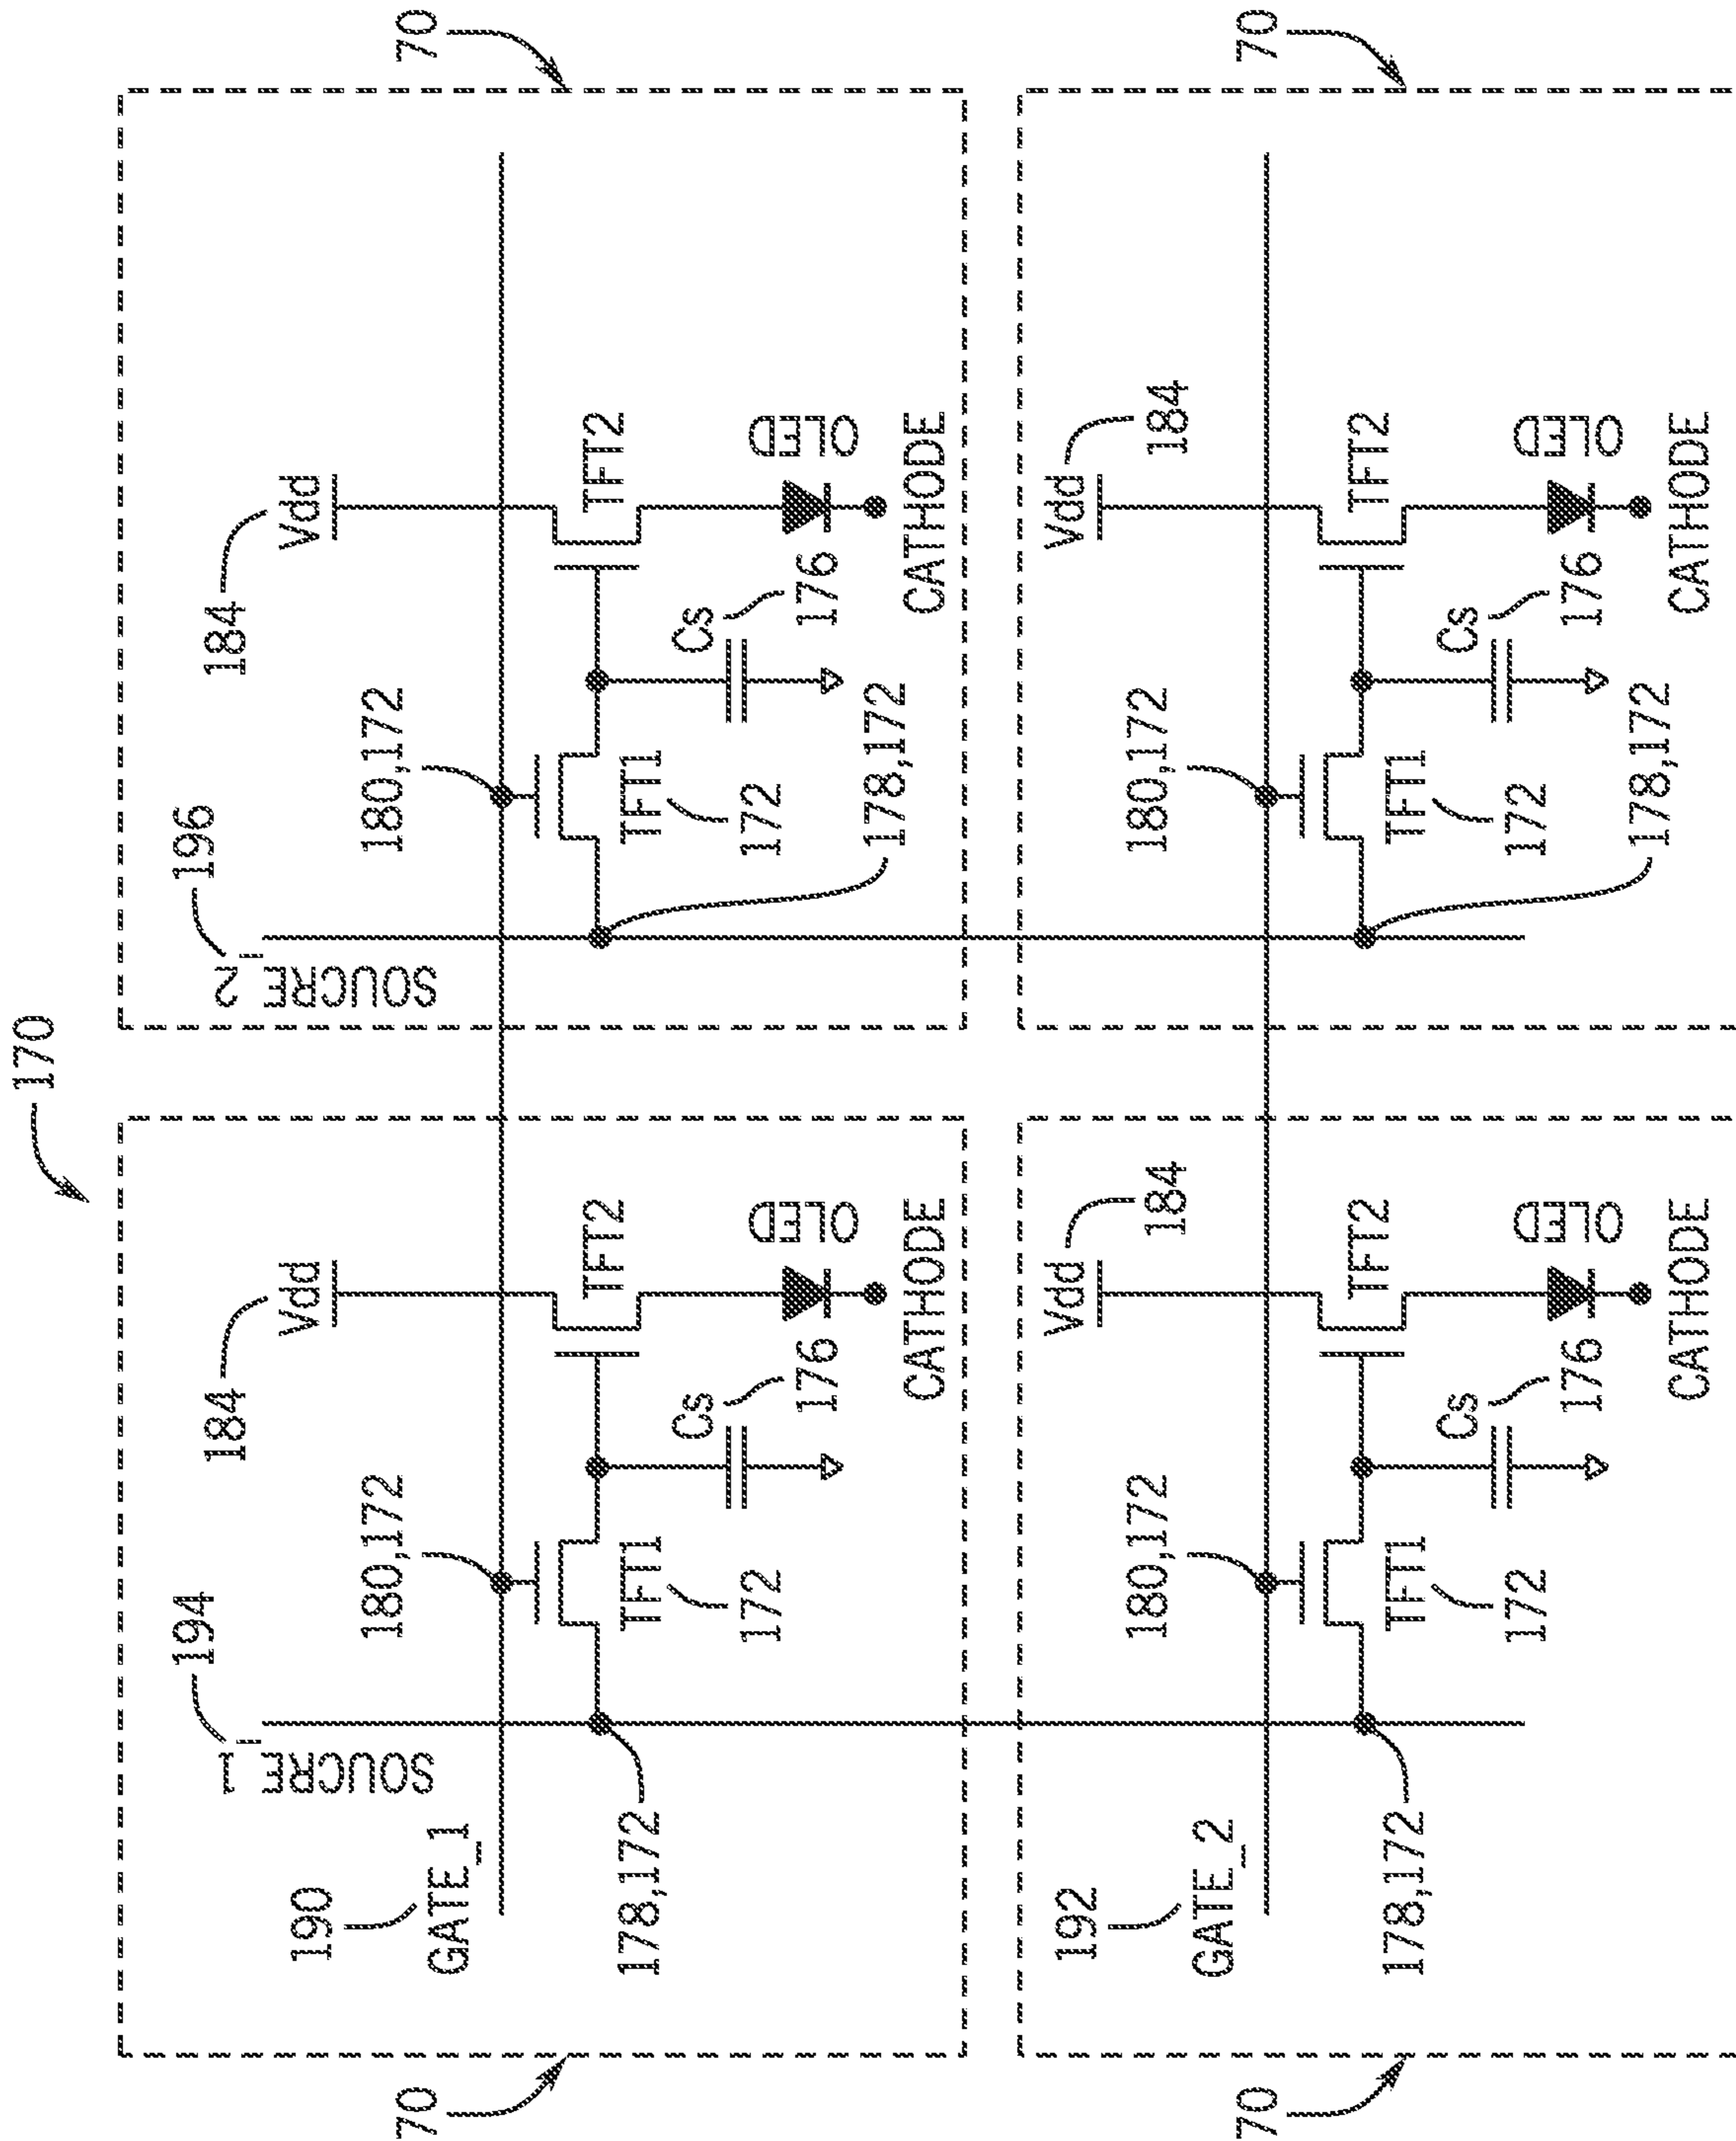 170
194
196
184
184
SOUCRE_1
SOUCRE_2
190
Vdd
Vdd
180,172
180,172
70
70
GATE_1
TFT2
TFT2
178,172
TFT1
TFT1
Cs
Cs
172
172
OLED
OLED
176
176
178,172
CATHODE
CATHODE
192
Vdd
Vdd
180,172
180,172
184
184
GATE_2
70
70
TFT2
TFT2
178,172
TFT1
TFT1
Cs
Cs
172
172
OLED
OLED
176
176
178,172
CATHODE
CATHODE